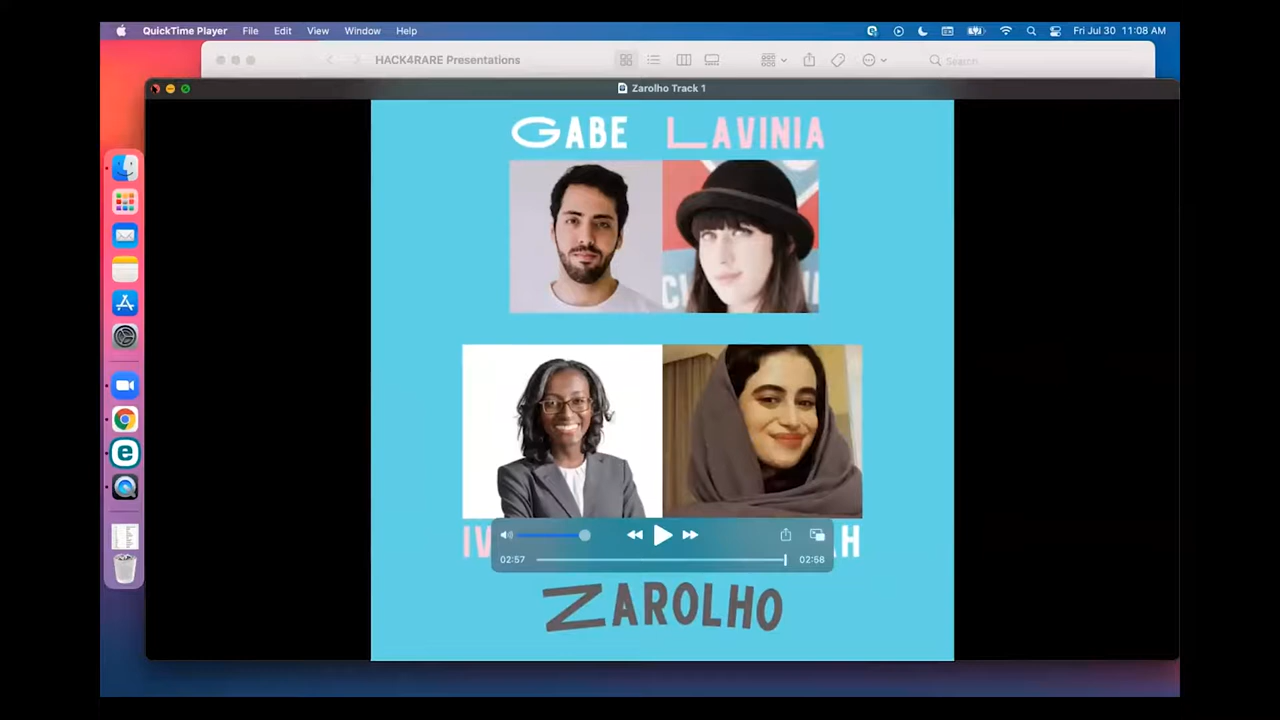 QuickTime Player File Edit View Window Help Fri Jul 30 11:08 AM
HACK4RARE Presentations Search
Zarolho Track 1
GABE LAVINIA
02:57 02:58
ZAROLHO